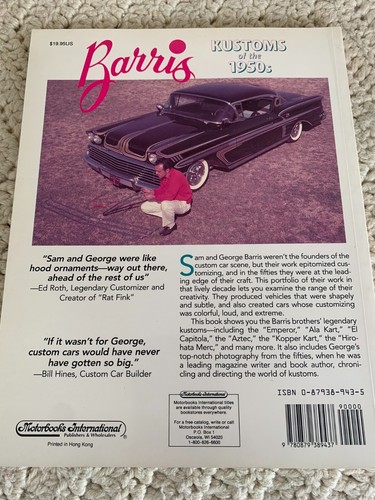 $19.95US
Barris
KUSTOMS
of the
1950s
"Sam and George were like
hood ornaments—way out there,
ahead of the rest of us"
—Ed Roth, Legendary Customizer and
Creator of "Rat Fink"
"If it wasn't for George,
custom cars would have never
have gotten so big."
—Bill Hines, Custom Car Builder
Sam and George Barris weren't the founders of the
custom car scene, but their work epitomized cus-
tomizing, and in the fifties they were at the lead-
ing edge of their craft. This portfolio of their work in
that lively decade lets you examine the range of their
creativity. They produced vehicles that were shapely
and subtle, and also created cars whose customizing
was colorful, loud, and extreme.
This book shows you the Barris brothers' legendary
kustoms—including the "Emperor," "Ala Kart," "El
Capitola," the "Aztec," the "Kopper Kart," the "Hiro-
hata Merc," and many more. It also includes George's
top-notch photography from the fifties, when he was
a leading magazine writer and book author, chroni-
cling and directing the world of kustoms.
Motorbooks International
Publishers & Wholesalers
Printed in Hong Kong
Motorbooks International
Motorbooks International titles
are available through quality
bookstores everywhere.
For a free catalog, write or call
Motorbooks International
P.O. Box 1
Osceola, WI 54020
1-800-826-6600
ISBN 0-87938-943-5
90000
9 780879 389437